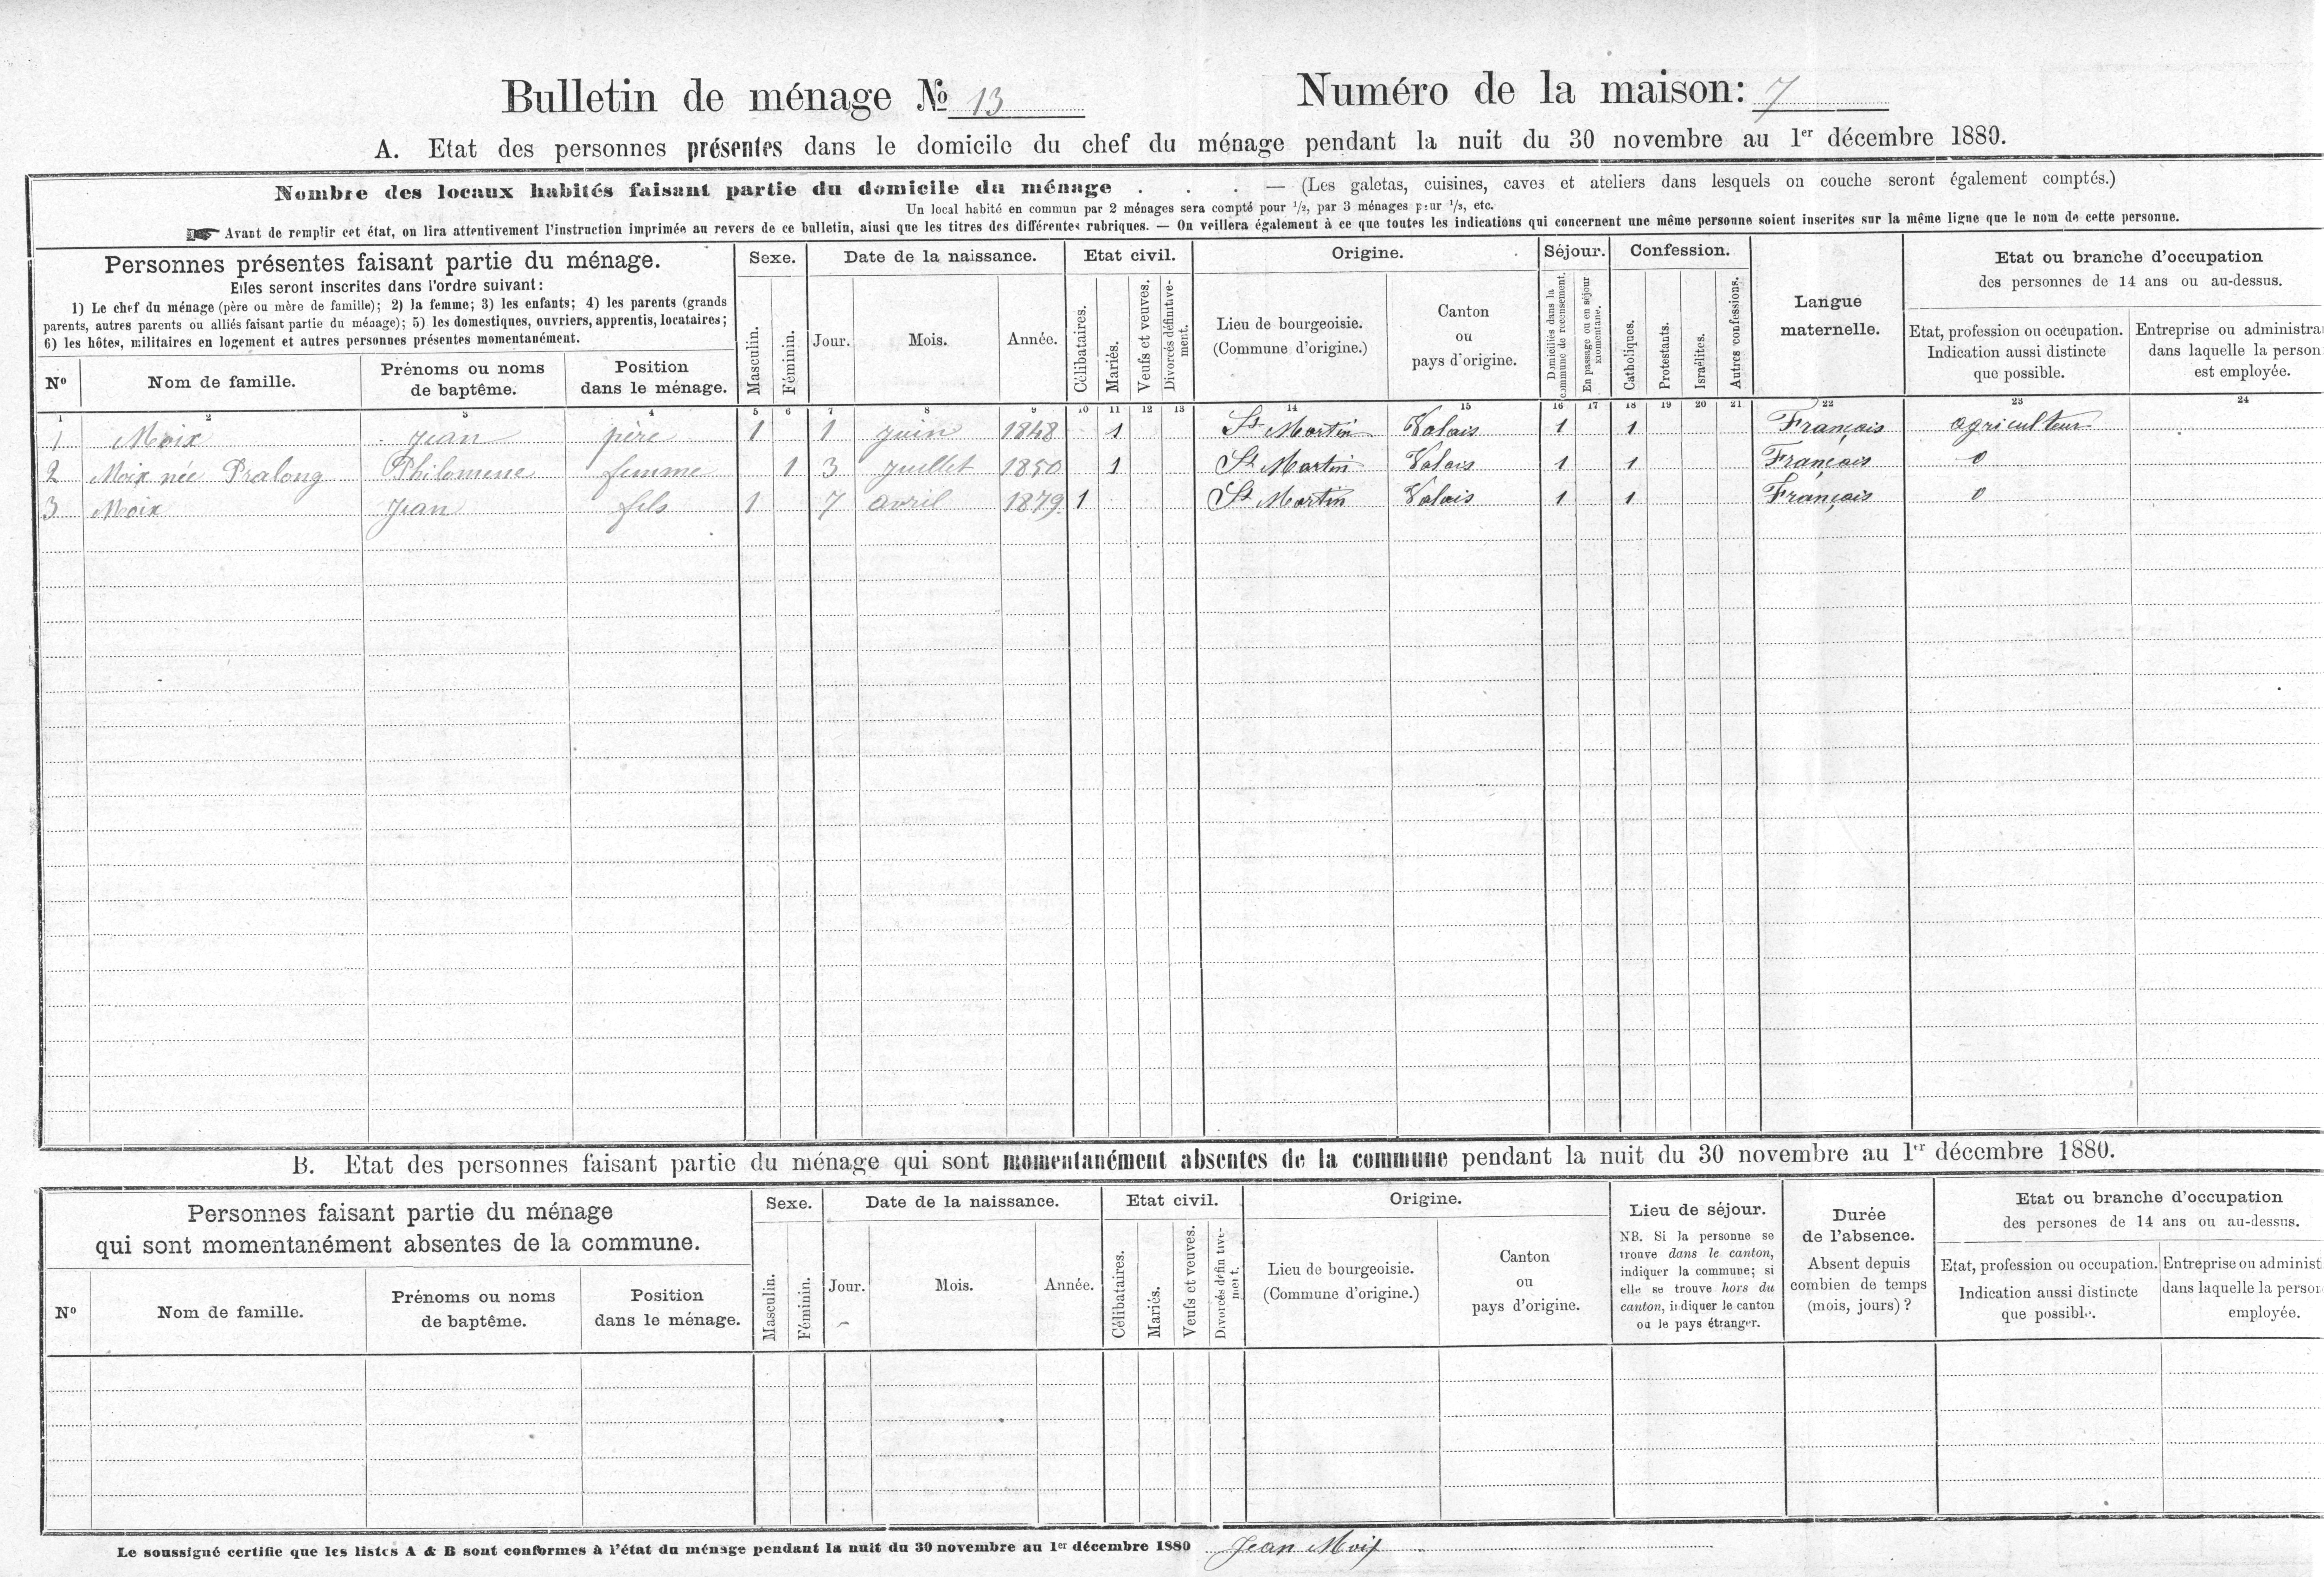 Bulletin de ménage No 13 Numéro de la maison: 7
A. Etat des personnes présentes dans le domicile du chef du ménage pendant la nuit du 30 novembre au 1er décembre 1880.
Nombre des locaux habités faisant partie du domicile du ménage . . . — (Les galetas, cuisines, caves et ateliers dans lesquels on couche seront également comptés.)
Un local habité en commun par 2 ménages sera compté pour 1/2, par 3 ménages pour 1/3, etc.
Avant de remplir cet état, on lira attentivement l'instruction imprimée au revers de ce bulletin, ainsi que les titres des différentes rubriques. — On veillera également à ce que toutes les indications qui concernent une même personne soient inscrites sur la même ligne que le nom de cette personne.
Personnes présentes faisant partie du ménage.
Elles seront inscrites dans l'ordre suivant:
1) Le chef du ménage (père ou mère de famille); 2) la femme; 3) les enfants; 4) les parents (grands
parents, autres parents ou alliés faisant partie du ménage); 5) les domestiques, ouvriers, apprentis, locataires;
6) les hôtes, militaires en logement et autres personnes présentes momentanément.
No
Nom de famille.
Prénoms ou noms
de baptême.
Position
dans le ménage.
Sexe.
Masculin.
Féminin.
Date de la naissance.
Jour.
Mois.
Année.
Etat civil.
Célibataires.
Mariés.
Veufs et veuves.
Divorcés définitive-
ment.
Origine.
Lieu de bourgeoisie.
(Commune d'origine.)
Canton
ou
pays d'origine.
Séjour.
Domiciliés dans la
commune de recensement.
En passage ou en séjour
momentané.
Confession.
Catholiques.
Protestants.
Israélites.
Autres confessions.
Langue
maternelle.
Etat ou branche d'occupation
des personnes de 14 ans ou au-dessus.
Etat, profession ou occupation.
Indication aussi distincte
que possible.
Entreprise ou administra
dans laquelle la person
est employée.
1 2 3 4 5 6 7 8 9 10 11 12 13 14 15 16 17 18 19 20 21 22 23 24
1 Moix Jean père 1 1 juin 1848 1 St Martin Valais 1 1 Français agriculteur
2 Moix née Pralong Philomene femme 1 3 juillet 1850 1 St Martin Valais 1 1 Français 0
3 Moix Jean fils 1 7 avril 1879 1 St Martin Valais 1 1 Français 0
B. Etat des personnes faisant partie du ménage qui sont momentanément absentes de la commune pendant la nuit du 30 novembre au 1er décembre 1880.
Personnes faisant partie du ménage
qui sont momentanément absentes de la commune.
No
Nom de famille.
Prénoms ou noms
de baptême.
Position
dans le ménage.
Sexe.
Masculin.
Féminin.
Date de la naissance.
Jour.
Mois.
Année.
Etat civil.
Célibataires.
Mariés.
Veufs et veuves.
Divorcés définitive-
ment.
Origine.
Lieu de bourgeoisie.
(Commune d'origine.)
Canton
ou
pays d'origine.
Lieu de séjour.
NB. Si la personne se
trouve dans le canton,
indiquer la commune; si
elle se trouve hors du
canton, indiquer le canton
ou le pays étranger.
Durée
de l'absence.
Absent depuis
combien de temps
(mois, jours) ?
Etat ou branche d'occupation
des persones de 14 ans ou au-dessus.
Etat, profession ou occupation.
Indication aussi distincte
que possible.
Entreprise ou administ
dans laquelle la person
employée.
Le soussigné certifie que les listes A & B sont conformes à l'état du ménage pendant la nuit du 30 novembre au 1er décembre 1880 Jean Moix